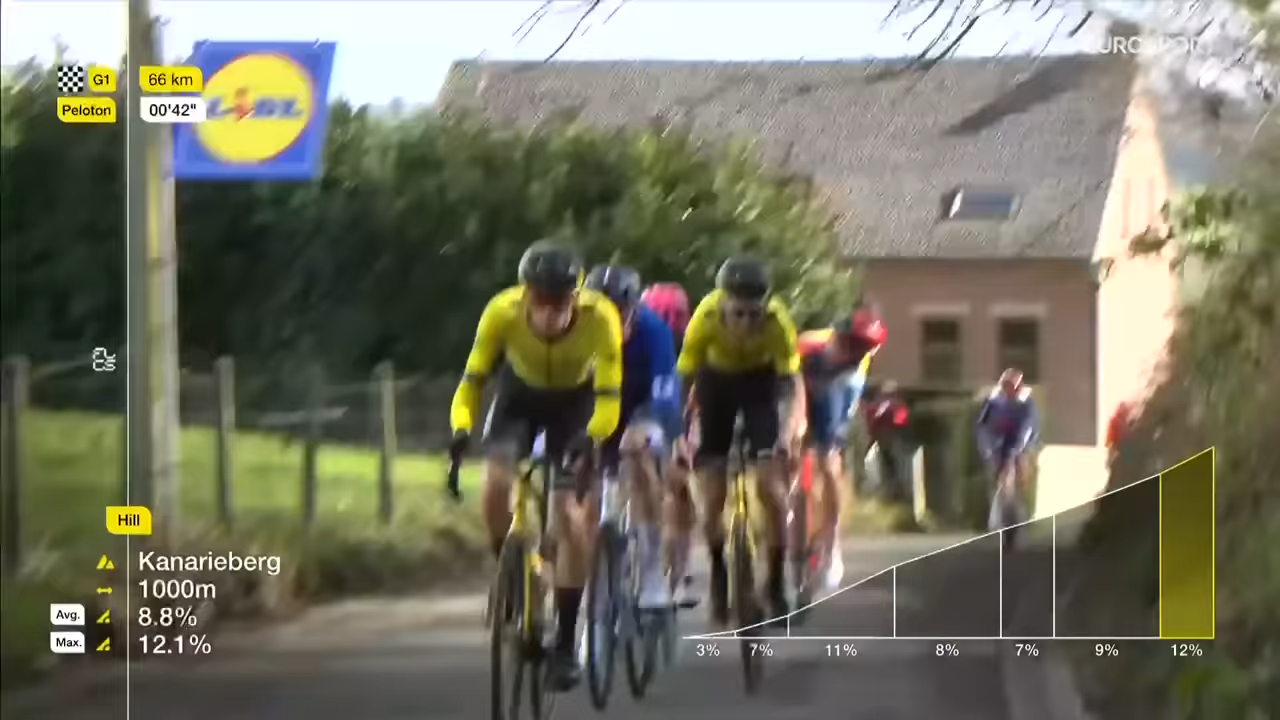 EUROSPORT
G1 66 km
Peloton 00'42"
LIDL
Hill
Kanarieberg
1000m
Avg. 8.8%
Max. 12.1%
3% 7% 11% 8% 7% 9% 12%